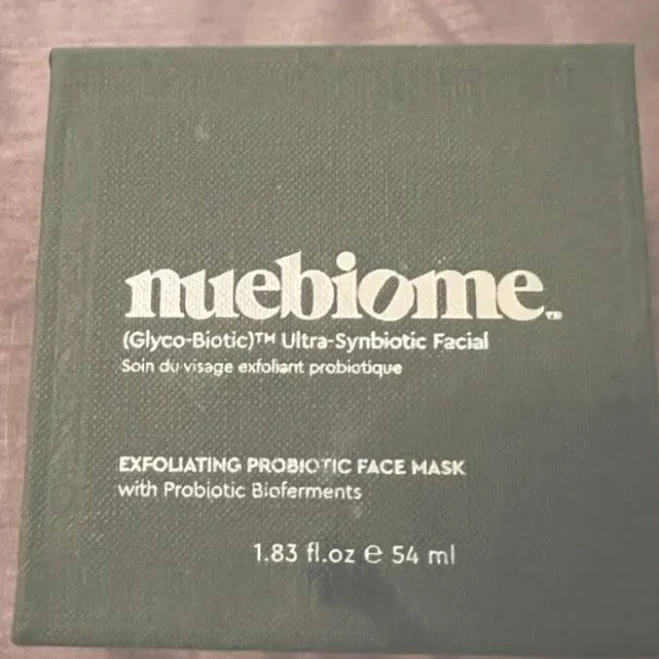 nuebiome™
(Glyco-Biotic)™ Ultra-Synbiotic Facial
Soin du visage exfoliant probiotique
EXFOLIATING PROBIOTIC FACE MASK
with Probiotic Bioferments
1.83 fl.oz ℮ 54 ml